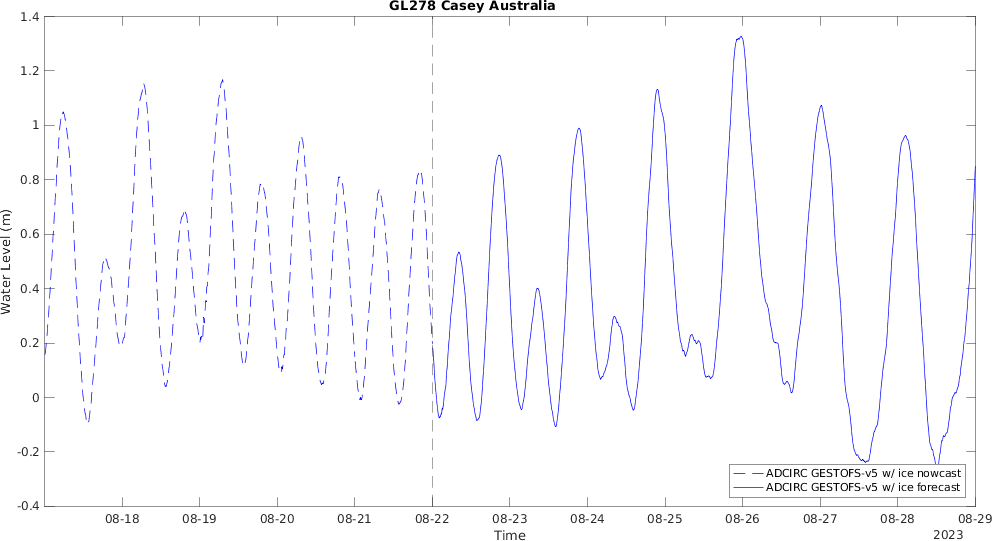 GL278 Casey Australia
1.4
1.2
1
0.8
0.6
0.4
0.2
0
-0.2
-0.4
Water Level (m)
ADCIRC GESTOFS-v5 w/ ice nowcast
ADCIRC GESTOFS-v5 w/ ice forecast
08-18 08-19 08-20 08-21 08-22 08-23 08-24 08-25 08-26 08-27 08-28 08-29
Time
2023